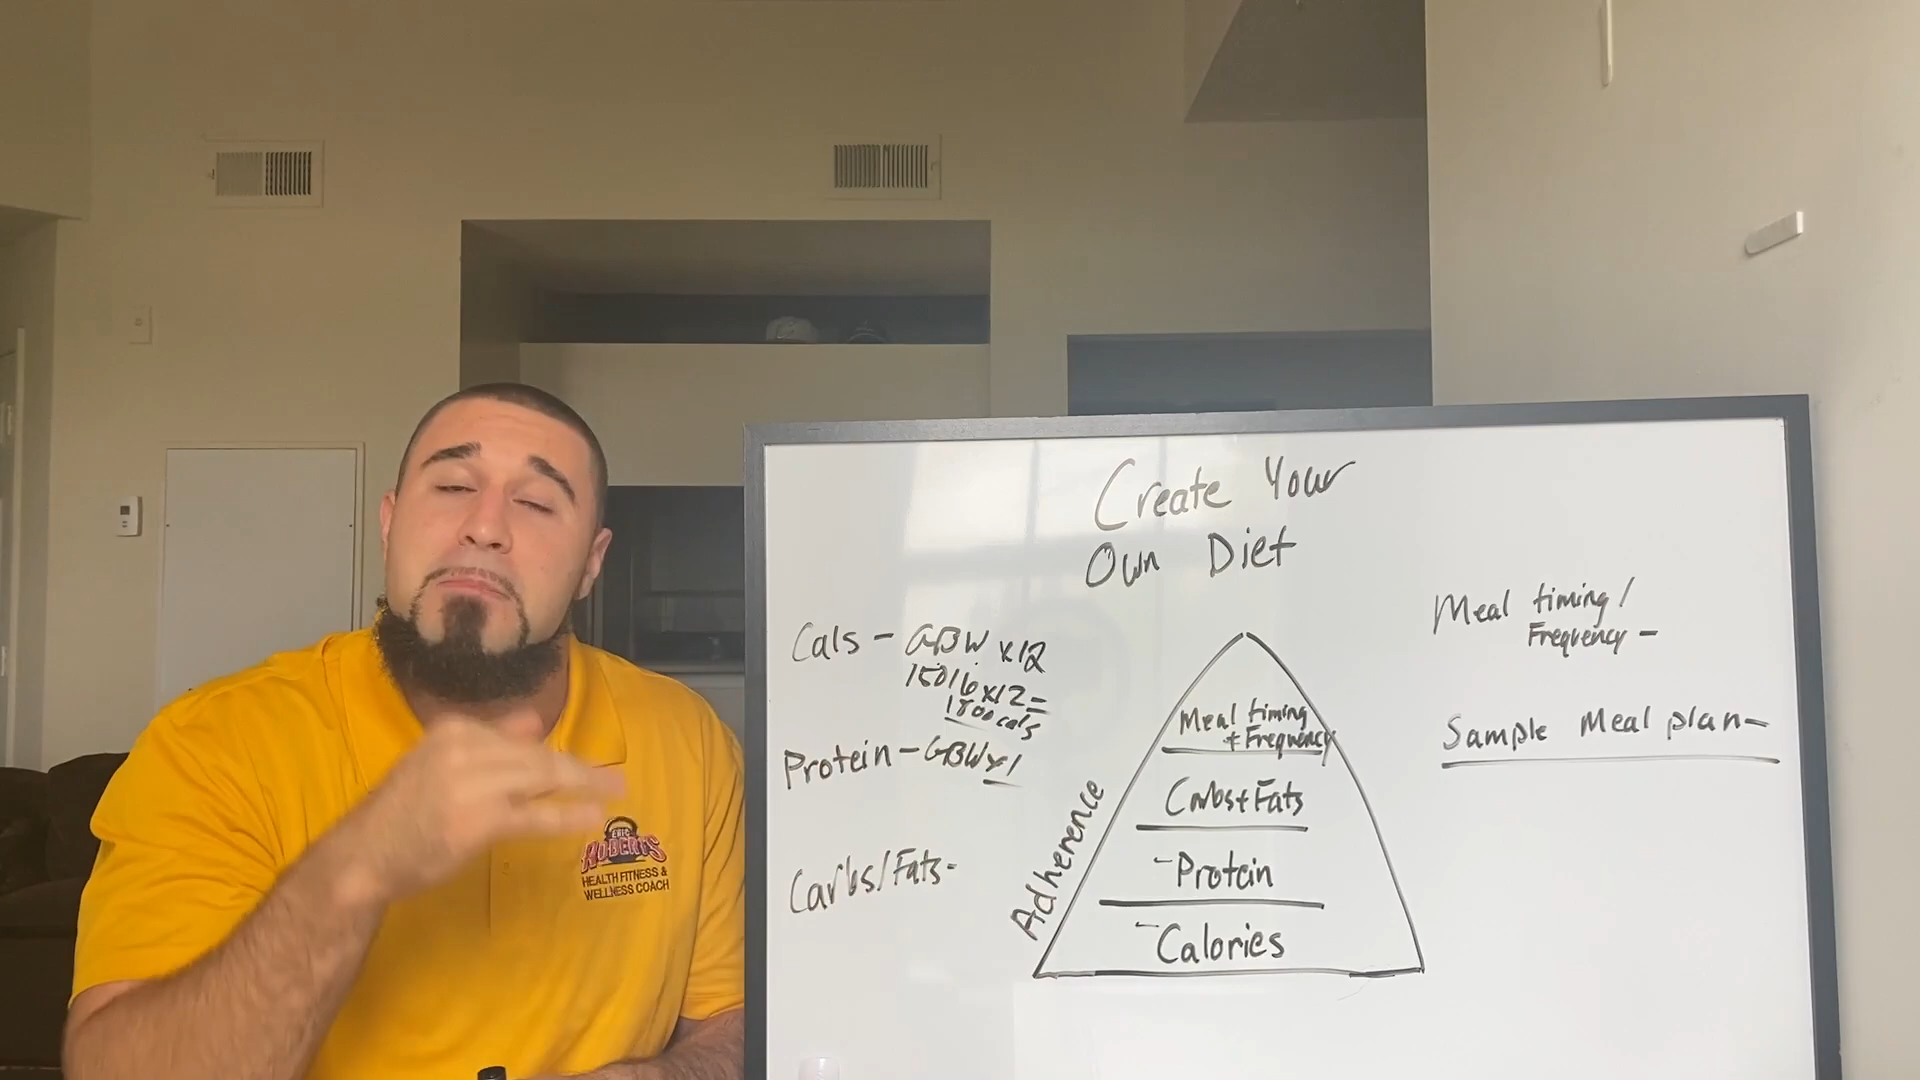 Create Your
Own Diet
Cals - GBW x12
150lb x12=
1800 cals
Protein - GBW x1
Carbs/Fats-
Adherence
Meal timing
+ Frequency
Carbs+Fats
-Protein
-Calories
Meal timing/
Frequency -
Sample Meal plan-
ERIC
ROBERTS
HEALTH FITNESS &
WELLNESS COACH